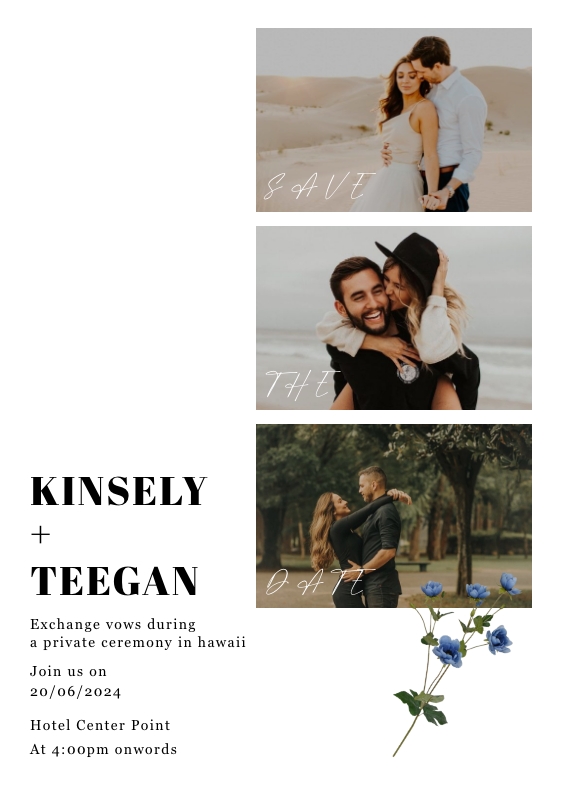 SAVE
THE
DATE
KINSELY
+
TEEGAN
Exchange vows during
a private ceremony in hawaii
Join us on
20/06/2024
Hotel Center Point
At 4:00pm onwords